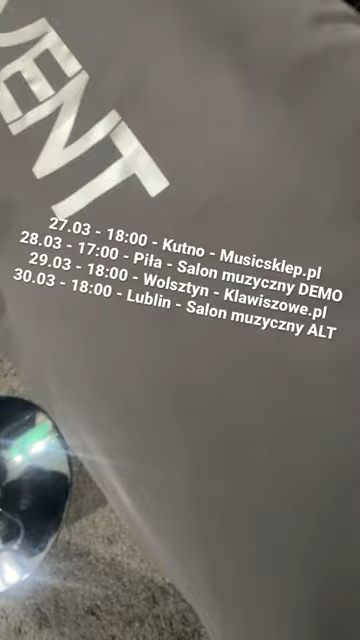 VENT
27.03 - 18:00 - Kutno - Musicsklep.pl
28.03 - 17:00 - Piła - Salon muzyczny DEMO
29.03 - 18:00 - Wolsztyn - Klawiszowe.pl
30.03 - 18:00 - Lublin - Salon muzyczny ALT